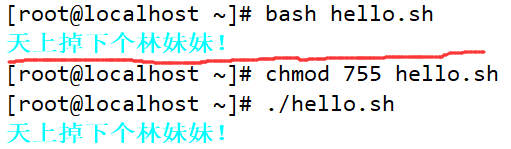 [root@localhost ~]# bash hello.sh
天上掉下个林妹妹!
[root@localhost ~]# chmod 755 hello.sh
[root@localhost ~]# ./hello.sh
天上掉下个林妹妹!